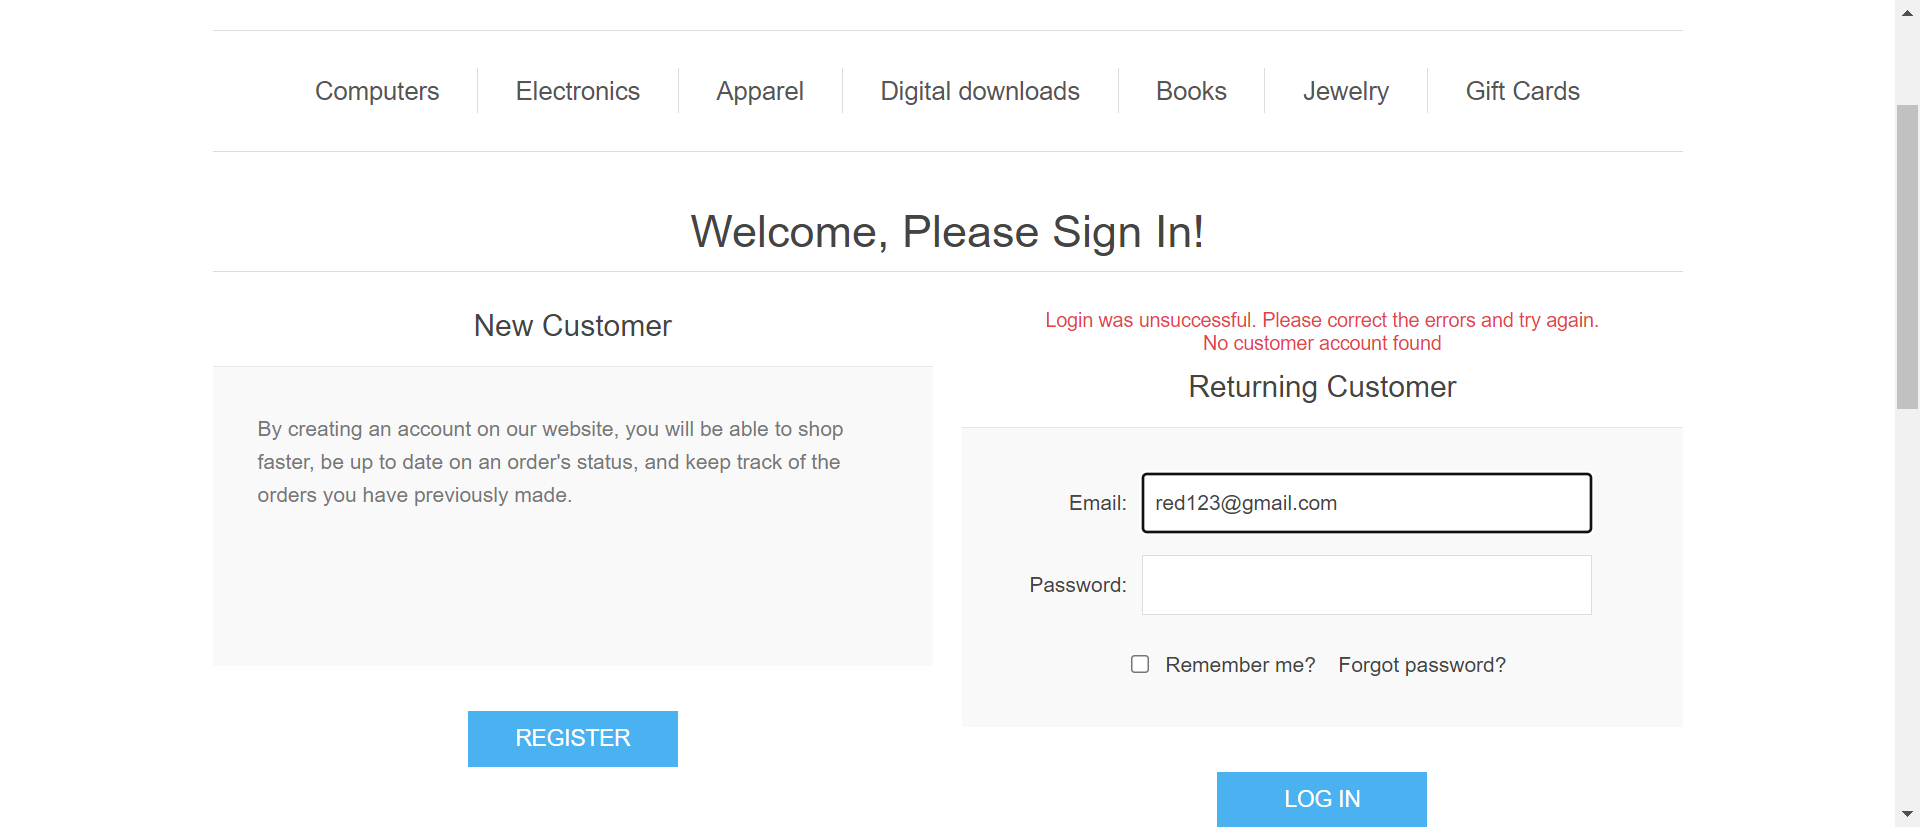 Computers Electronics Apparel Digital downloads Books Jewelry Gift Cards
Welcome, Please Sign In!
New Customer
By creating an account on our website, you will be able to shop
faster, be up to date on an order's status, and keep track of the
orders you have previously made.
REGISTER
Login was unsuccessful. Please correct the errors and try again.
No customer account found
Returning Customer
Email: red123@gmail.com
Password:
Remember me? Forgot password?
LOG IN